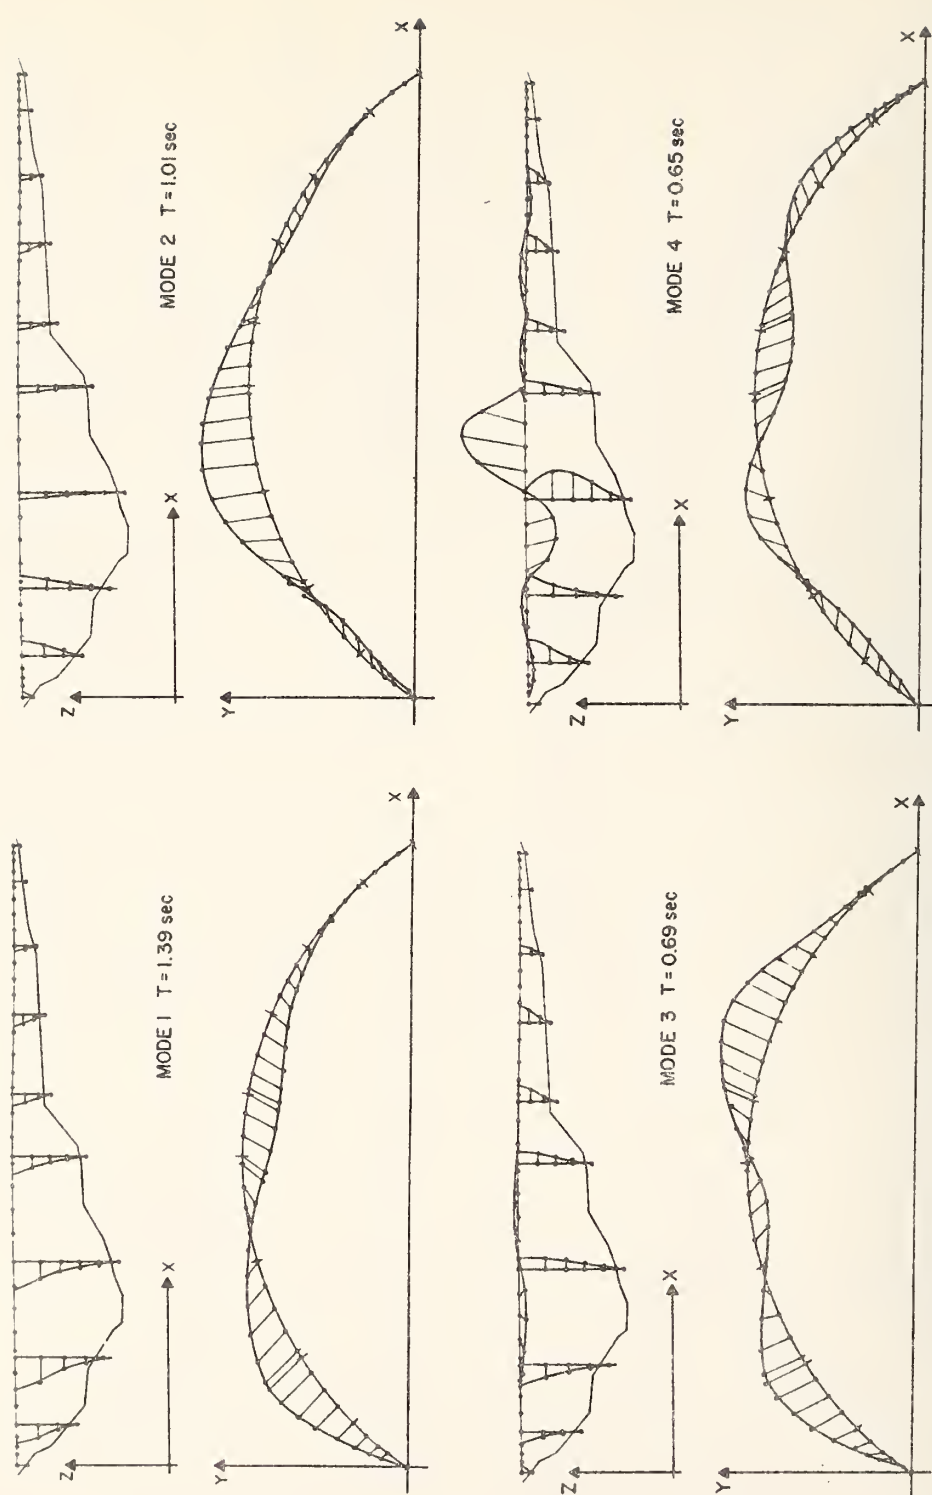 Z
X
MODE 1 T=1.39 sec
Y
X
Z
X
MODE 2 T=1.01 sec
Y
X
Z
X
MODE 3 T=0.69 sec
Y
X
Z
X
MODE 4 T=0.65 sec
Y
X